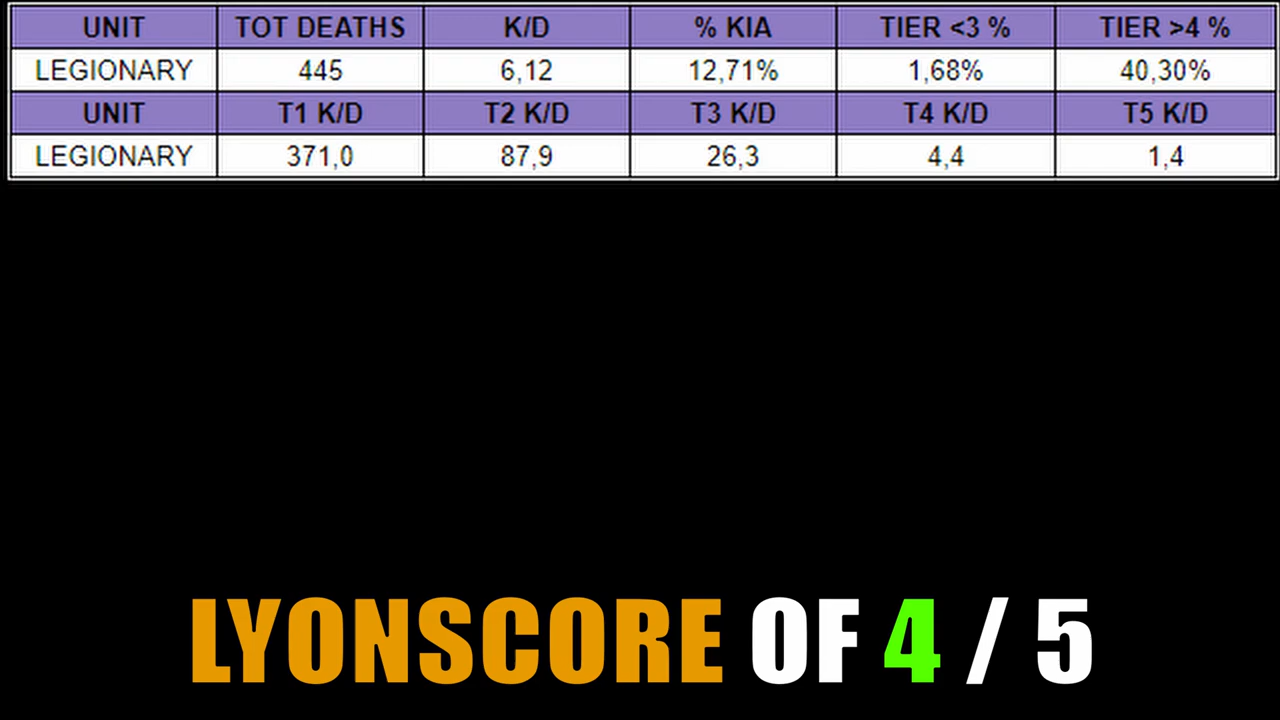 UNIT TOT DEATHS K/D % KIA TIER <3 % TIER >4 %
LEGIONARY 445 6,12 12,71% 1,68% 40,30%
UNIT T1 K/D T2 K/D T3 K/D T4 K/D T5 K/D
LEGIONARY 371,0 87,9 26,3 4,4 1,4
LYONSCORE OF 4 / 5